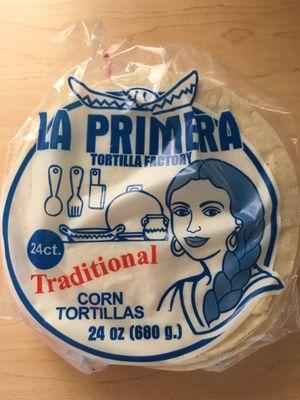 LA PRIMERA
TORTILLA FACTORY
24ct.
Traditional
CORN
TORTILLAS
24 oz (680 g.)